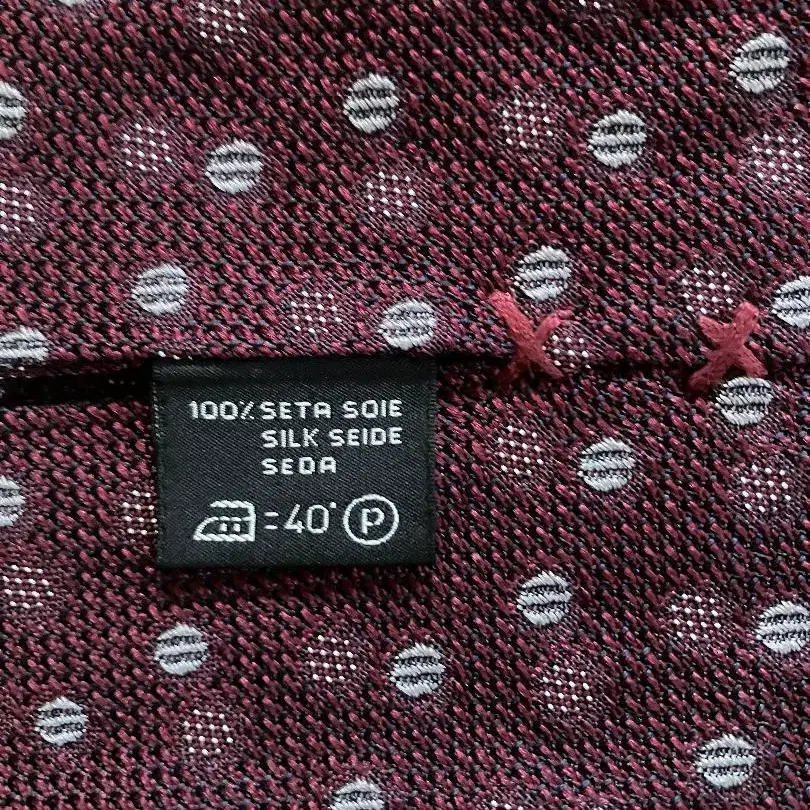 100% SETA SOIE
SILK SEIDE
SEDA
=40° P